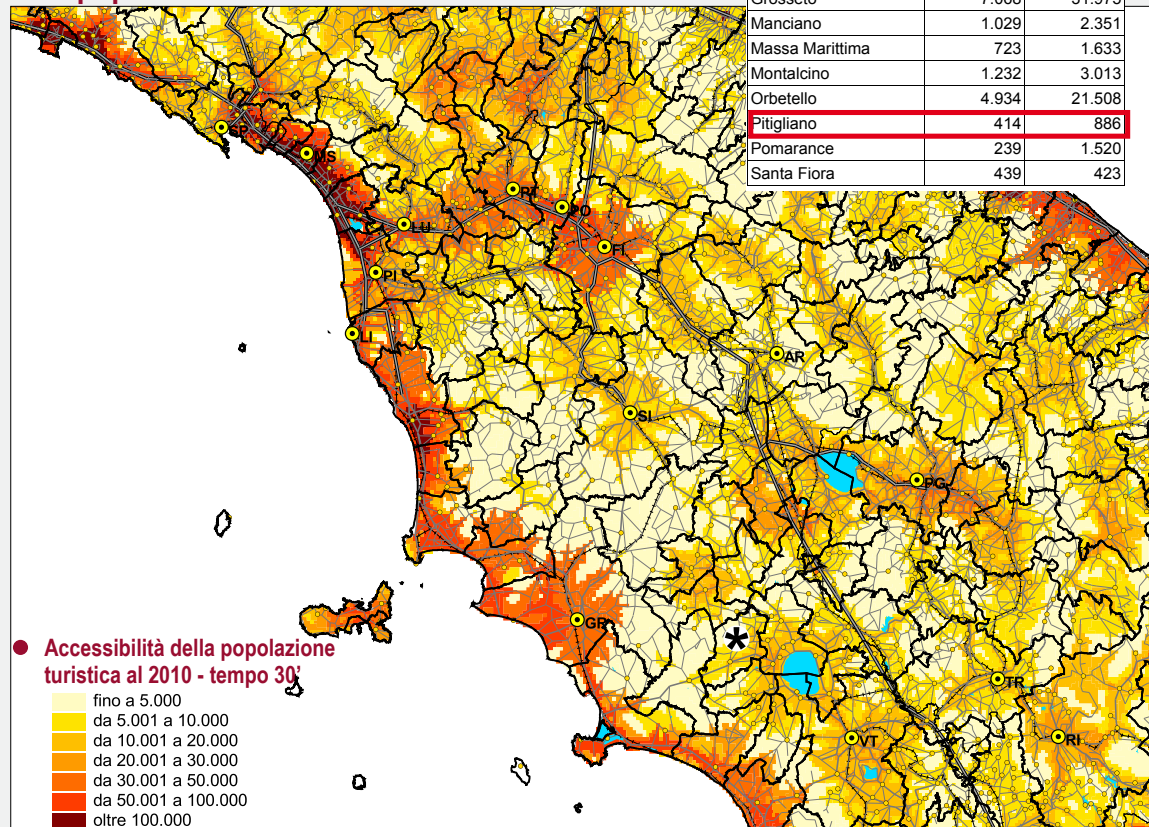 Manciano 1.029 2.351
Massa Marittima 723 1.633
Montalcino 1.232 3.013
Orbetello 4.934 21.508
Pitigliano 414 886
Pomarance 239 1.520
Santa Fiora 439 423
SP
MS
LU
PT
PO
FI
PI
LI
AR
SI
PG
GR
*
TR
VT
RI
Accessibilità della popolazione
turistica al 2010 - tempo 30'
fino a 5.000
da 5.001 a 10.000
da 10.001 a 20.000
da 20.001 a 30.000
da 30.001 a 50.000
da 50.001 a 100.000
oltre 100.000